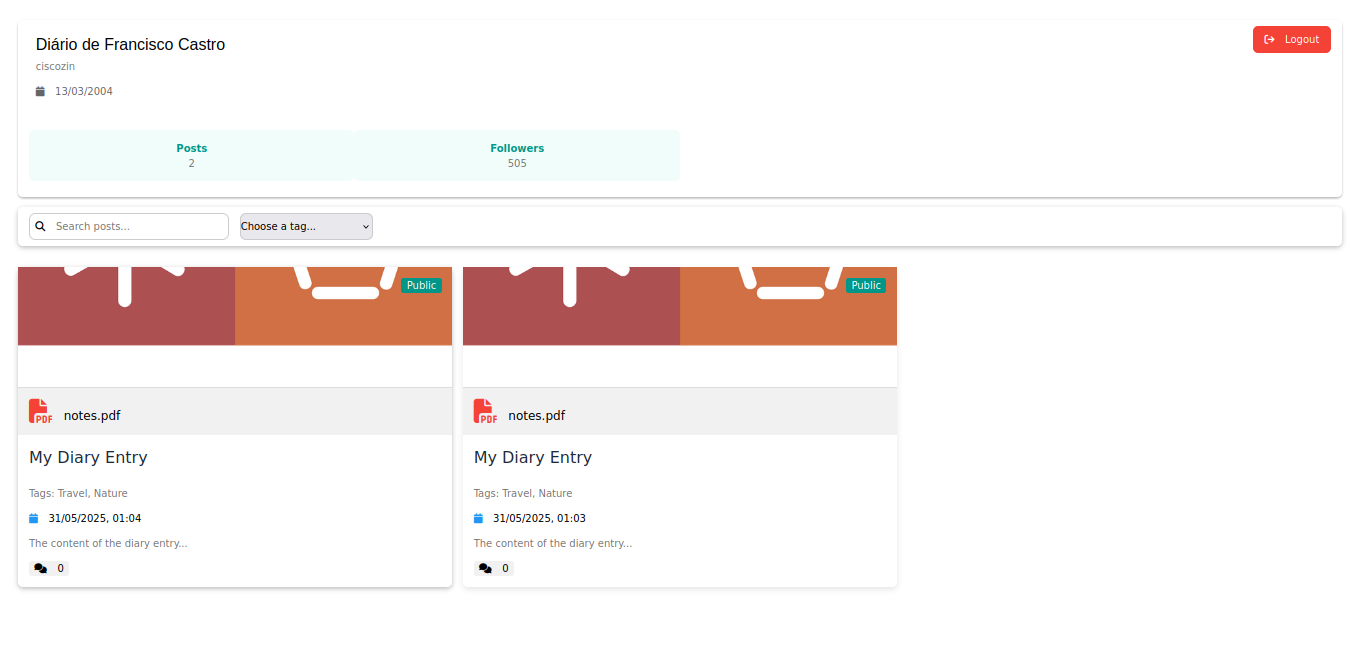 Diário de Francisco Castro
Logout
ciscozin
13/03/2004
Posts
2
Followers
505
Search posts...
Choose a tag...
Public
PDF
notes.pdf
My Diary Entry
Tags: Travel, Nature
31/05/2025, 01:04
The content of the diary entry...
0
Public
PDF
notes.pdf
My Diary Entry
Tags: Travel, Nature
31/05/2025, 01:03
The content of the diary entry...
0